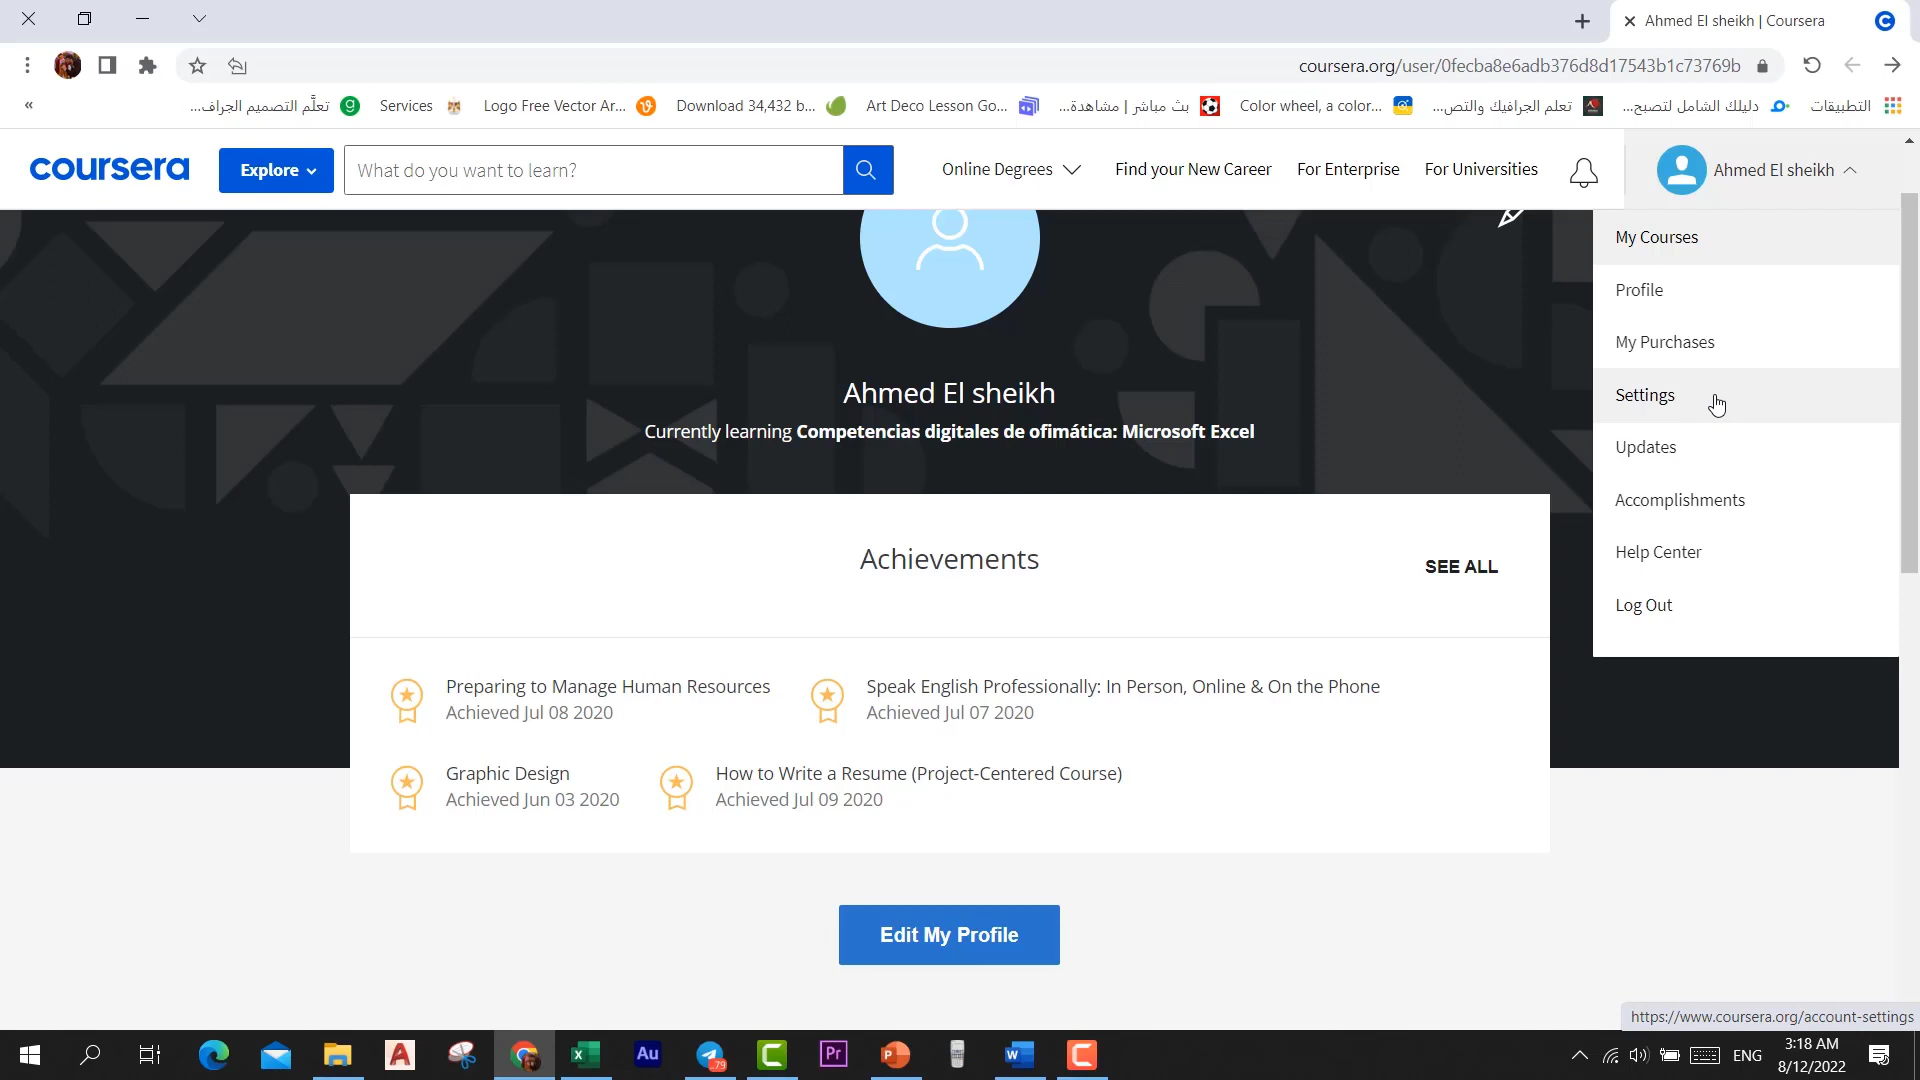 Ahmed El sheikh | Coursera
coursera.org/user/0fecba8e6adb376d8d17543b1c73769b
«
تعلَّم التصميم الجراف...
Services
Logo Free Vector Ar...
Download 34,432 b...
Art Deco Lesson Go...
بث مباشر | مشاهدة...
Color wheel, a color...
تعلم الجرافيك والتص...
دليلك الشامل لتصبح...
التطبيقات
coursera
Explore
What do you want to learn?
Online Degrees
Find your New Career
For Enterprise
For Universities
Ahmed El sheikh
My Courses
Profile
My Purchases
Settings
Updates
Accomplishments
Help Center
Log Out
Ahmed El sheikh
Currently learning Competencias digitales de ofimática: Microsoft Excel
Achievements
SEE ALL
Preparing to Manage Human Resources
Achieved Jul 08 2020
Speak English Professionally: In Person, Online & On the Phone
Achieved Jul 07 2020
Graphic Design
Achieved Jun 03 2020
How to Write a Resume (Project-Centered Course)
Achieved Jul 09 2020
Edit My Profile
https://www.coursera.org/account-settings
Au
79
Pr
ENG
3:18 AM
8/12/2022